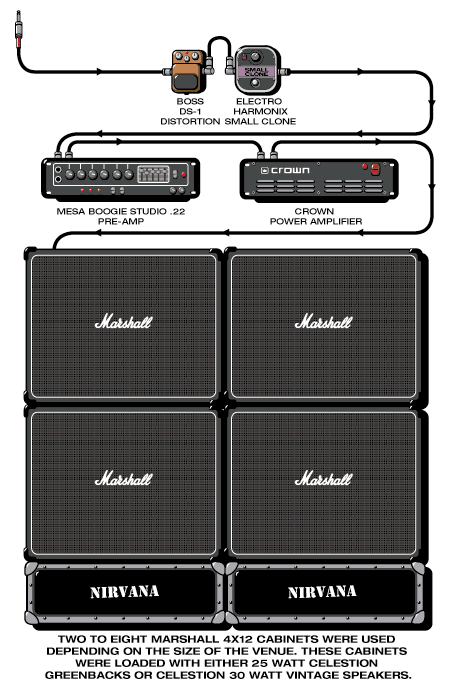 SMALL
CLONE
BOSS
DS-1
DISTORTION
ELECTRO
HARMONIX
SMALL CLONE
crown
MESA BOOGIE STUDIO .22
PRE-AMP
CROWN
POWER AMPLIFIER
Marshall
Marshall
Marshall
Marshall
NIRVANA
NIRVANA
TWO TO EIGHT MARSHALL 4X12 CABINETS WERE USED
DEPENDING ON THE SIZE OF THE VENUE. THESE CABINETS
WERE LOADED WITH EITHER 25 WATT CELESTION
GREENBACKS OR CELESTION 30 WATT VINTAGE SPEAKERS.